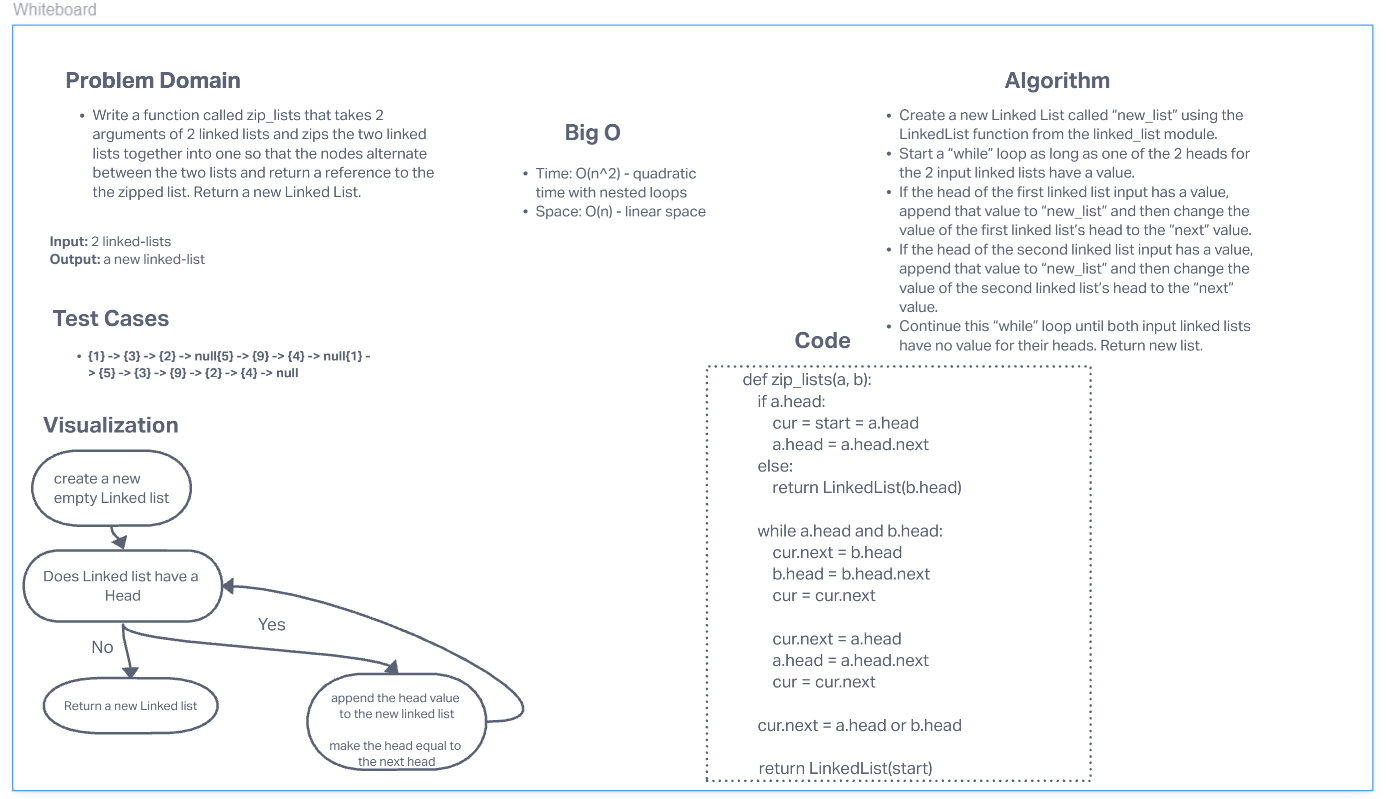 Whiteboard
Problem Domain
• Write a function called zip_lists that takes 2
arguments of 2 linked lists and zips the two linked
lists together into one so that the nodes alternate
between the two lists and return a reference to the
the zipped list. Return a new Linked List.
Input: 2 linked-lists
Output: a new linked-list
Test Cases
• {1} -> {3} -> {2} -> null{5} -> {9} -> {4} -> null{1} -
> {5} -> {3} -> {9} -> {2} -> {4} -> null
Visualization
create a new
empty Linked list
Does Linked list have a
Head
Yes
No
Return a new Linked list
append the head value
to the new linked list
make the head equal to
the next head
Big O
• Time: O(n^2) - quadratic
time with nested loops
• Space: O(n) - linear space
Algorithm
• Create a new Linked List called “new_list” using the
LinkedList function from the linked_list module.
• Start a “while” loop as long as one of the 2 heads for
the 2 input linked lists have a value.
• If the head of the first linked list input has a value,
append that value to “new_list” and then change the
value of the first linked list’s head to the “next” value.
• If the head of the second linked list input has a value,
append that value to “new_list” and then change the
value of the second linked list’s head to the “next”
value.
• Continue this “while” loop until both input linked lists
have no value for their heads. Return new list.
Code
def zip_lists(a, b):
if a.head:
cur = start = a.head
a.head = a.head.next
else:
return LinkedList(b.head)
while a.head and b.head:
cur.next = b.head
b.head = b.head.next
cur = cur.next
cur.next = a.head
a.head = a.head.next
cur = cur.next
cur.next = a.head or b.head
return LinkedList(start)